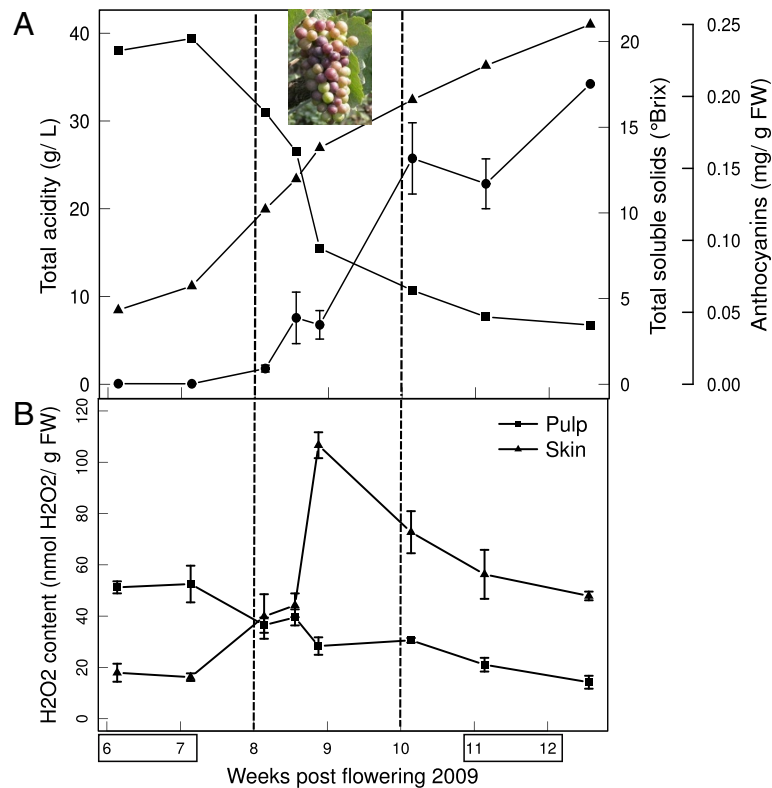 A
Total acidity (g/ L)
40
30
20
10
0
20
15
10
5
0
Total soluble solids (°Brix)
0.25
0.20
0.15
0.10
0.05
0.00
Anthocyanins (mg/ g FW)
B
H2O2 content (nmol H2O2/ g FW)
120
100
80
60
40
20
0
Pulp
Skin
6 7 8 9 10 11 12
Weeks post flowering 2009